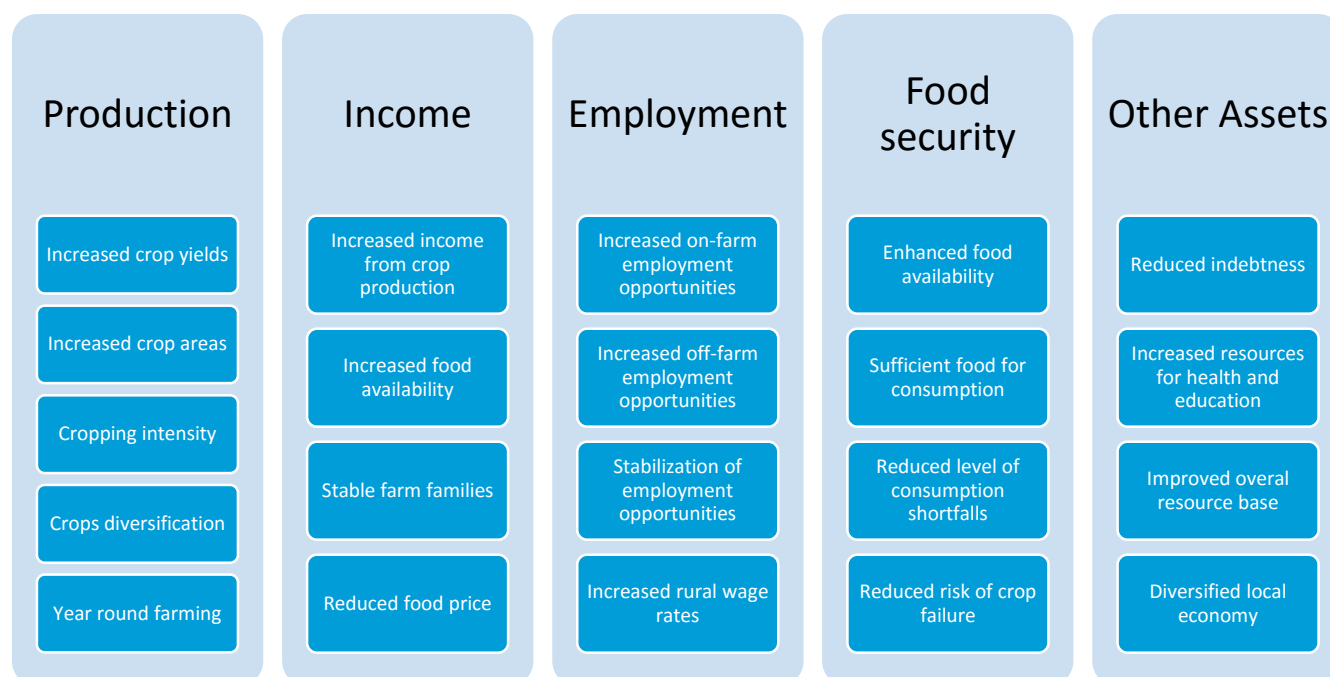 Production
Increased crop yields
Increased crop areas
Cropping intensity
Crops diversification
Year round farming
Income
Increased income
from crop
production
Increased food
availability
Stable farm families
Reduced food price
Employment
Increased on-farm
employment
opportunities
Increased off-farm
employment
opportunities
Stabilization of
employment
opportunities
Increased rural wage
rates
Food
security
Enhanced food
availability
Sufficient food for
consumption
Reduced level of
consumption
shortfalls
Reduced risk of crop
failure
Other Assets
Reduced indebtness
Increased resources
for health and
education
Improved overal
resource base
Diversified local
economy